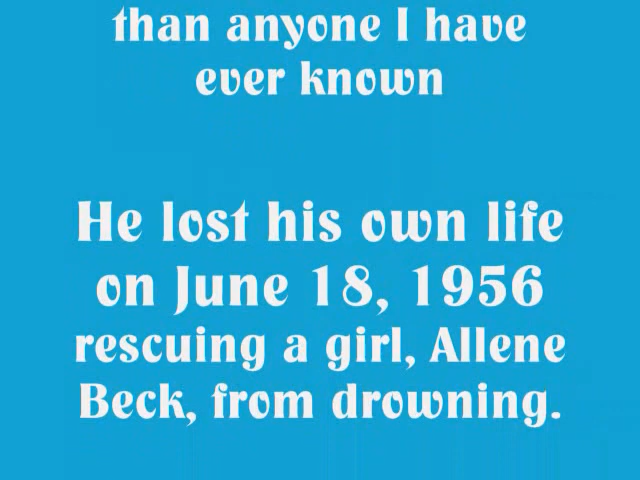 than anyone I have
ever known
He lost his own life
on June 18, 1956
rescuing a girl, Allene
Beck, from drowning.